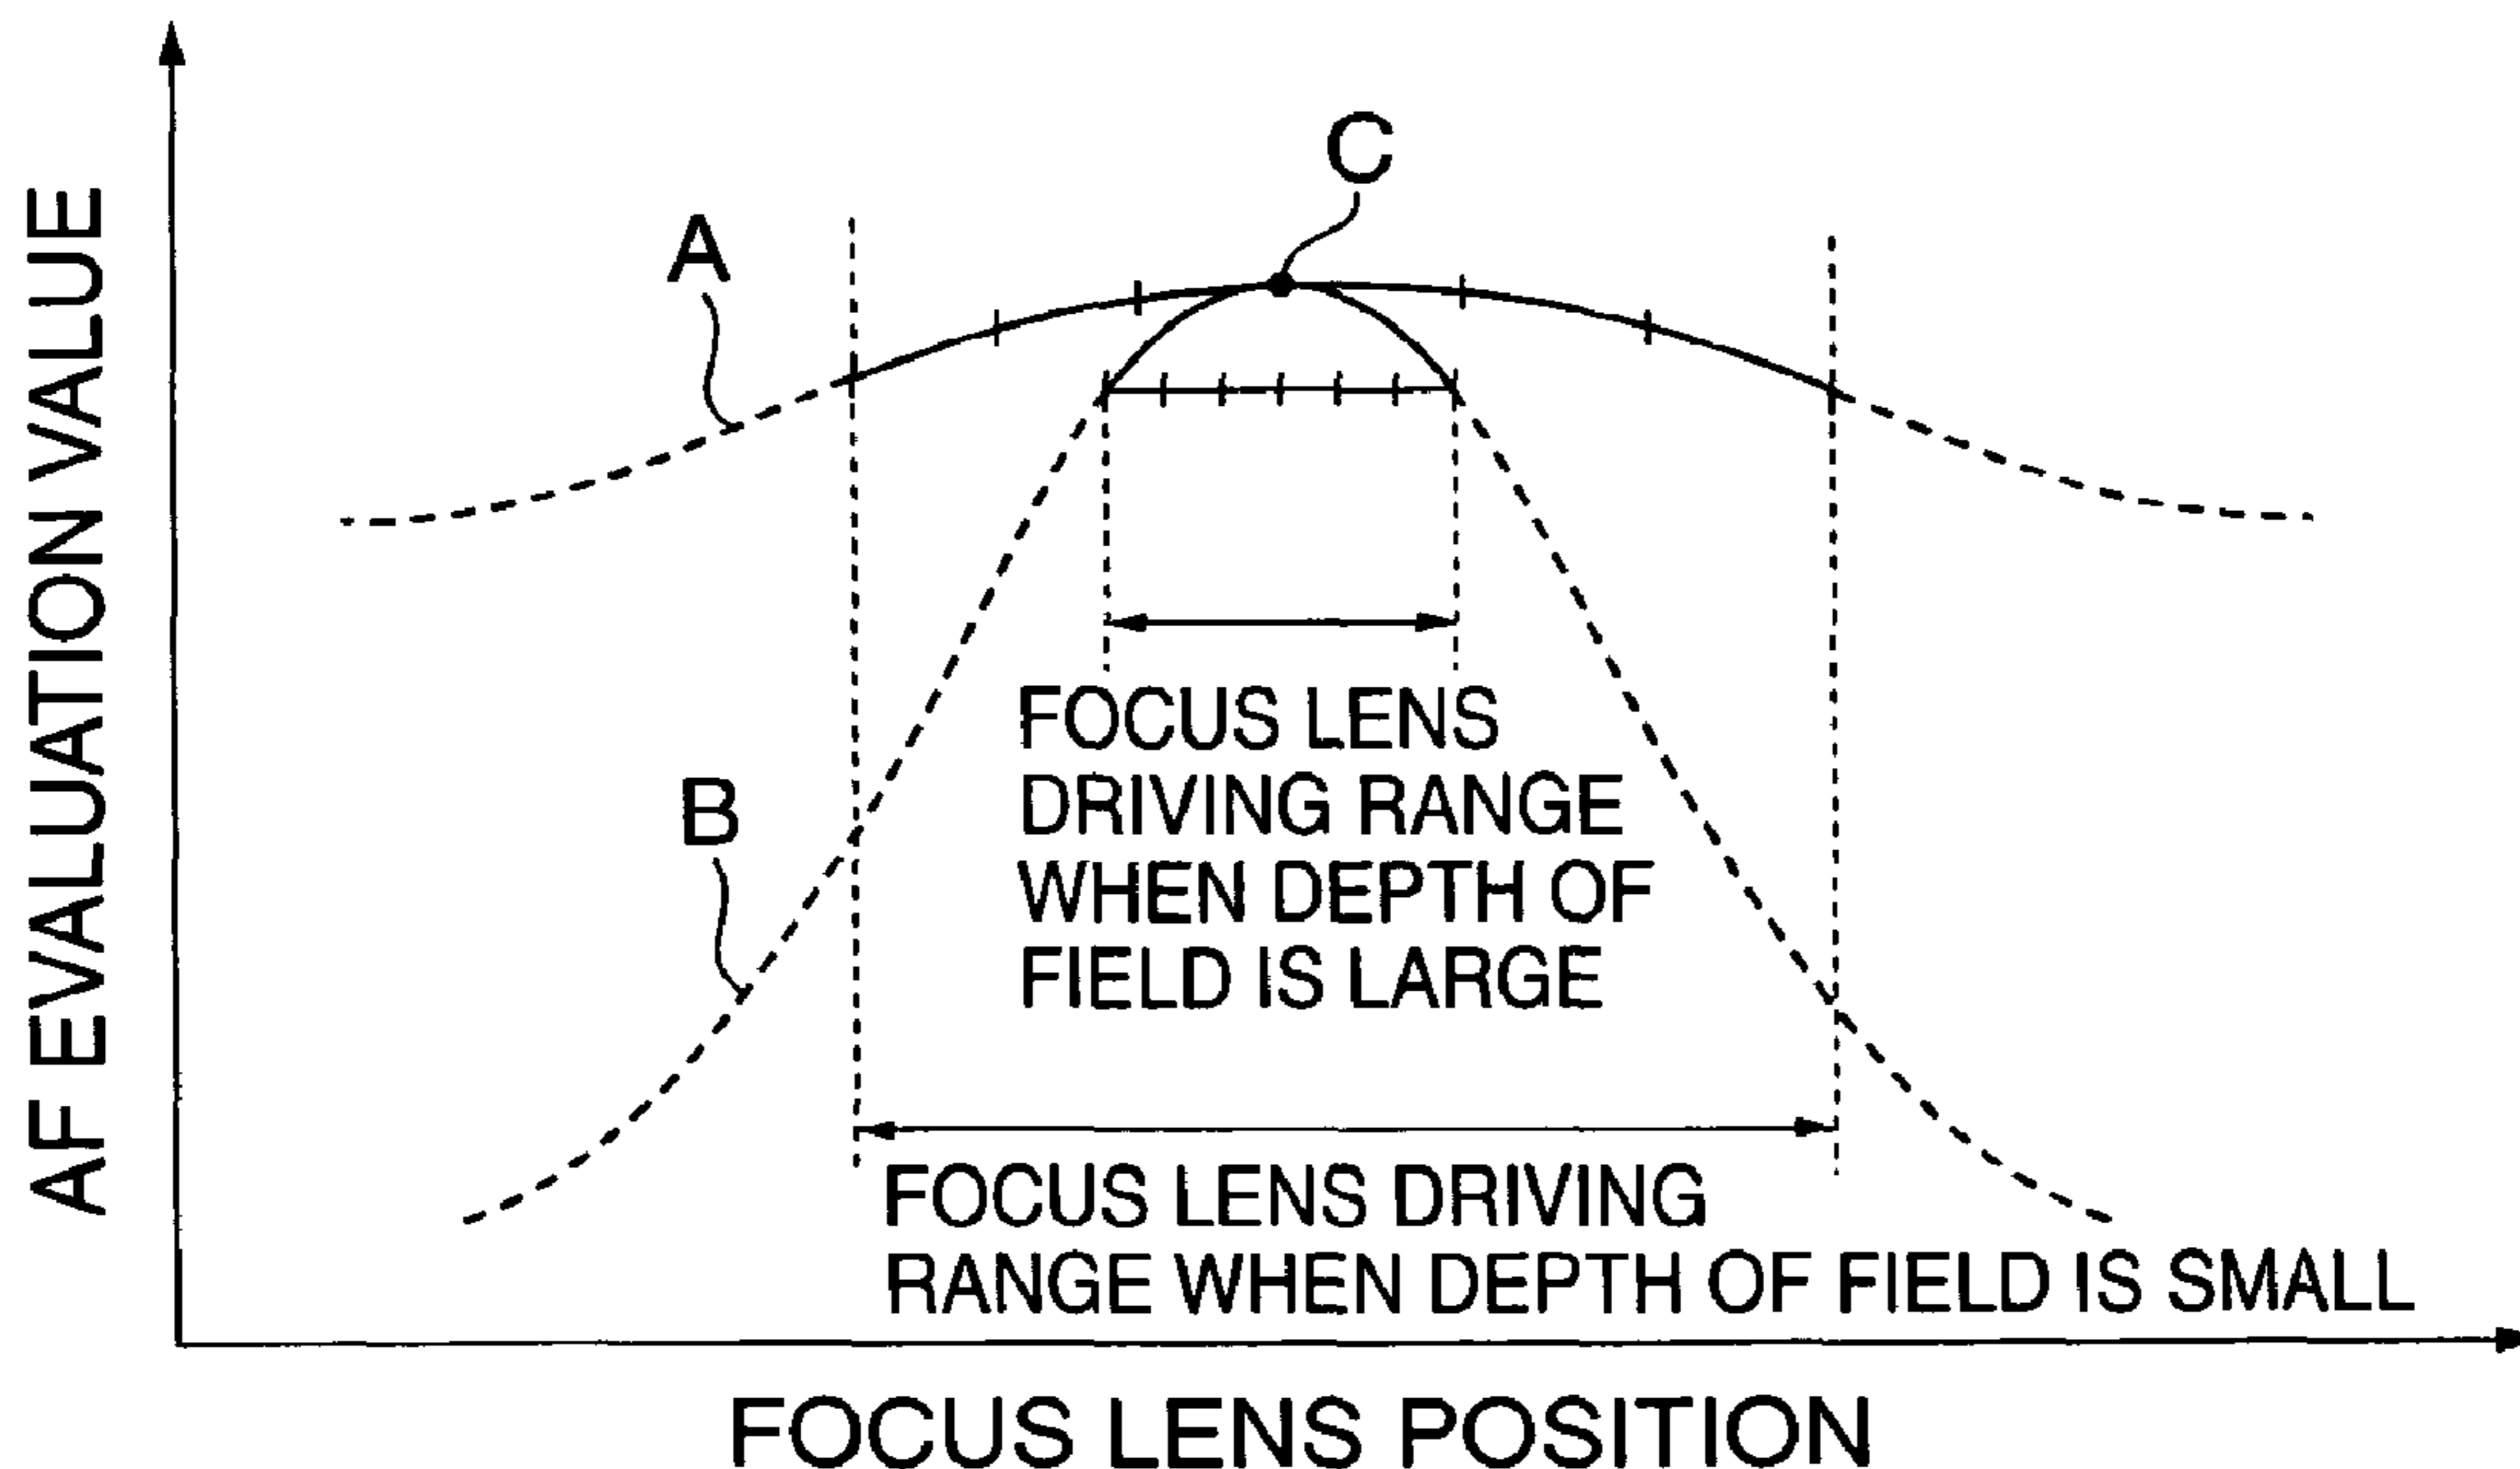 AF EVALUATION VALUE
C
A
B
FOCUS LENS
DRIVING RANGE
WHEN DEPTH OF
FIELD IS LARGE
FOCUS LENS DRIVING
RANGE WHEN DEPTH OF FIELD IS SMALL
FOCUS LENS POSITION